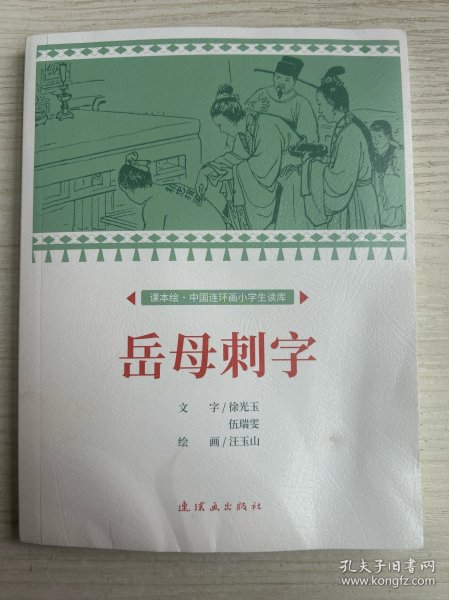 课本绘·中国连环画小学生读库
岳母刺字
文 字/徐光玉
伍瑞雯
绘 画/汪玉山
连环画出版社
孔夫子旧书网
www.kongfz.com